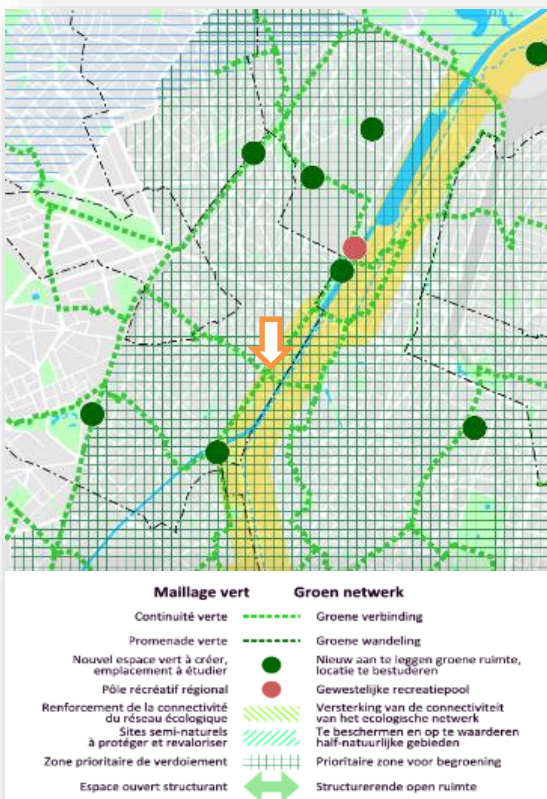 Maillage vert Groen netwerk
Continuité verte Groene verbinding
Promenade verte Groene wandeling
Nouvel espace vert à créer, Nieuw aan te leggen groene ruimte,
emplacement à étudier locatie te bestuderen
Pôle récréatif régional Gewestelijke recreatiepool
Renforcement de la connectivité Versterking van de connectiviteit
du réseau écologique van het ecologische netwerk
Sites semi-naturels Te beschermen en op te waarderen
à protéger et revaloriser half-natuurlijke gebieden
Zone prioritaire de verdoiement Prioritaire zone voor begroening
Espace ouvert structurant Structurerende open ruimte